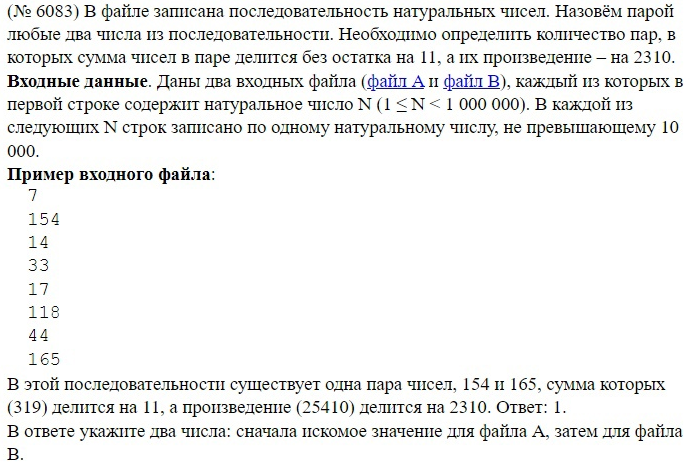 (№ 6083) В файле записана последовательность натуральных чисел. Назовём парой
любые два числа из последовательности. Необходимо определить количество пар, в
которых сумма чисел в паре делится без остатка на 11, а их произведение – на 2310.
Входные данные. Даны два входных файла (файл A и файл B), каждый из которых в
первой строке содержит натуральное число N (1 ≤ N < 1 000 000). В каждой из
следующих N строк записано по одному натуральному числу, не превышающему 10
000.
Пример входного файла:
7
154
14
33
17
118
44
165
В этой последовательности существует одна пара чисел, 154 и 165, сумма которых
(319) делится на 11, а произведение (25410) делится на 2310. Ответ: 1.
В ответе укажите два числа: сначала искомое значение для файла А, затем для файла
B.